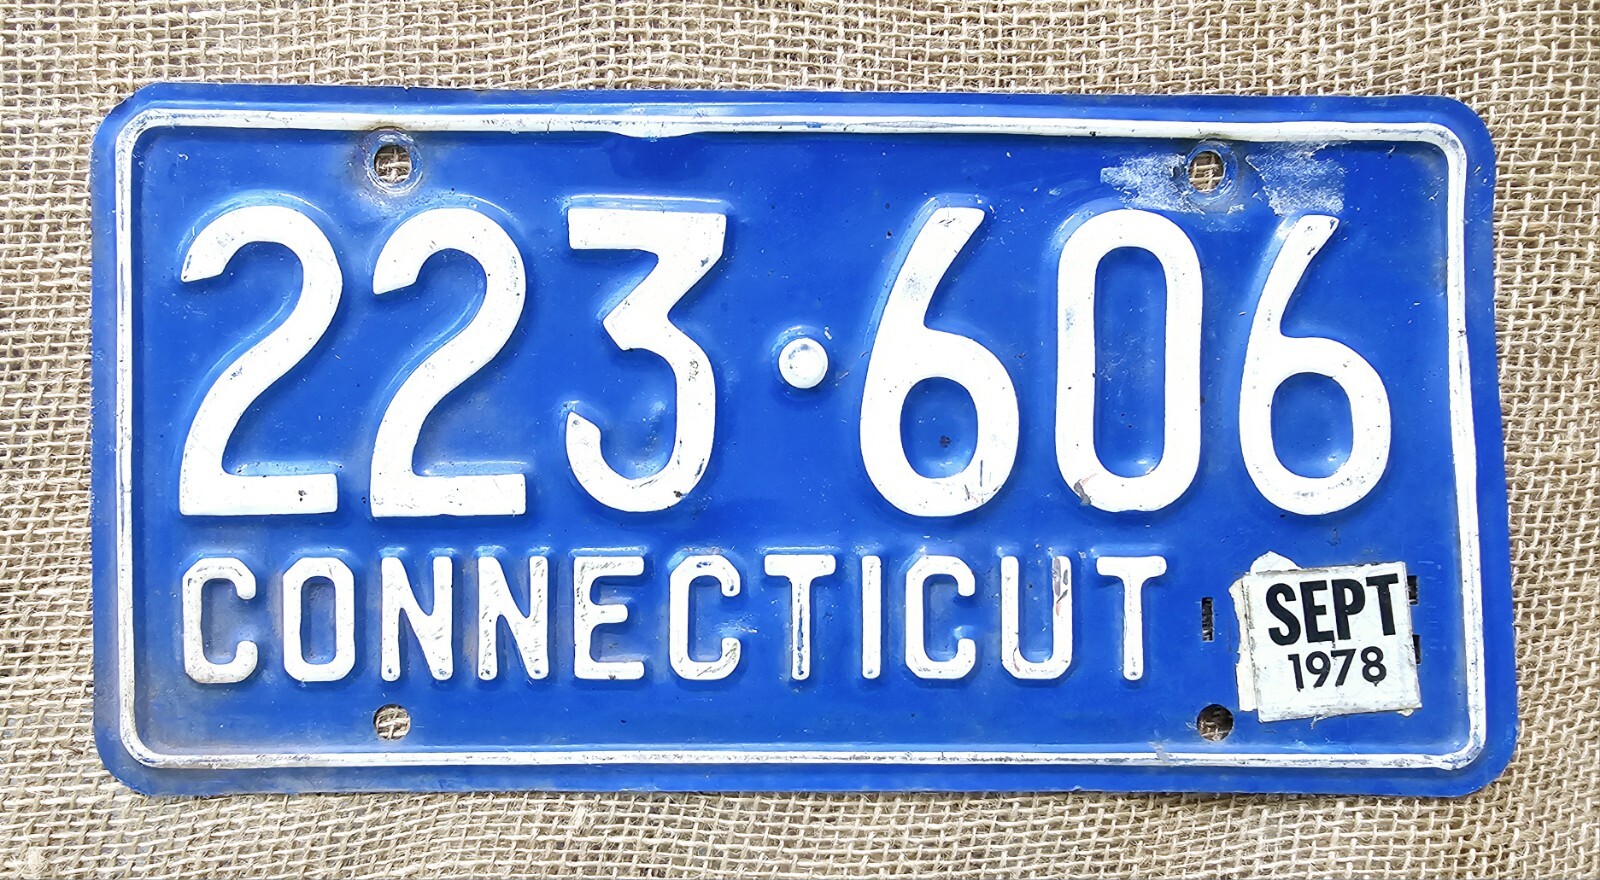 223·606
CONNECTICUT
SEPT
1978